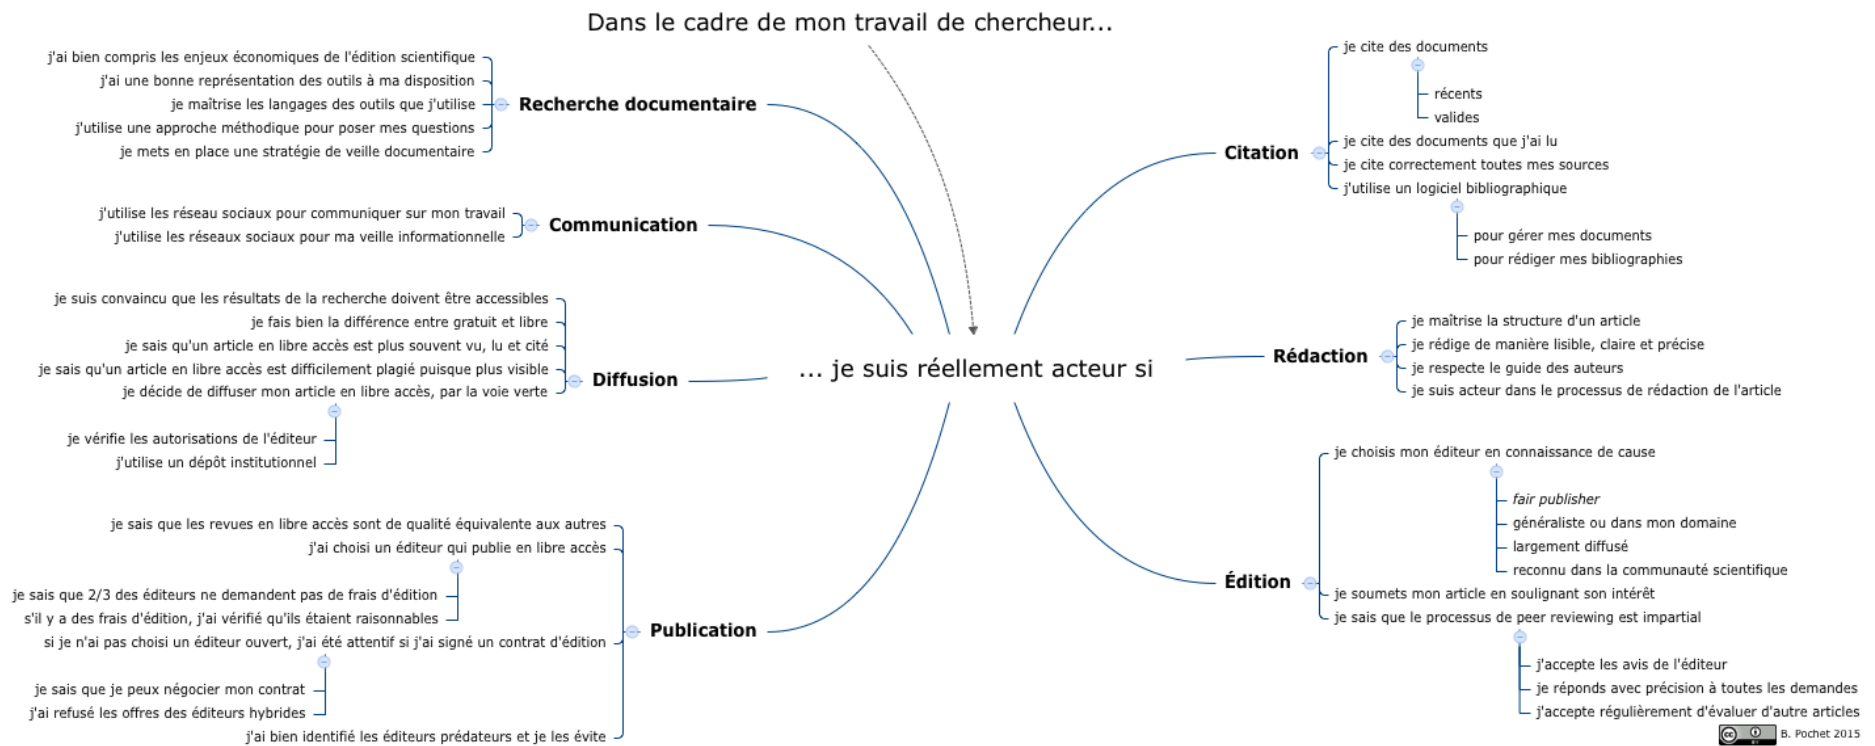 Dans le cadre de mon travail de chercheur...
... je suis réellement acteur si
Recherche documentaire
j'ai bien compris les enjeux économiques de l'édition scientifique
j'ai une bonne représentation des outils à ma disposition
je maîtrise les langages des outils que j'utilise
j'utilise une approche méthodique pour poser mes questions
je mets en place une stratégie de veille documentaire
Communication
j'utilise les réseau sociaux pour communiquer sur mon travail
j'utilise les réseaux sociaux pour ma veille informationnelle
Diffusion
je suis convaincu que les résultats de la recherche doivent être accessibles
je fais bien la différence entre gratuit et libre
je sais qu'un article en libre accès est plus souvent vu, lu et cité
je sais qu'un article en libre accès est difficilement plagié puisque plus visible
je décide de diffuser mon article en libre accès, par la voie verte
je vérifie les autorisations de l'éditeur
j'utilise un dépôt institutionnel
Publication
je sais que les revues en libre accès sont de qualité équivalente aux autres
j'ai choisi un éditeur qui publie en libre accès
je sais que 2/3 des éditeurs ne demandent pas de frais d'édition
s'il y a des frais d'édition, j'ai vérifié qu'ils étaient raisonnables
si je n'ai pas choisi un éditeur ouvert, j'ai été attentif si j'ai signé un contrat d'édition
je sais que je peux négocier mon contrat
j'ai refusé les offres des éditeurs hybrides
j'ai bien identifié les éditeurs prédateurs et je les évite
Citation
je cite des documents
récents
valides
je cite des documents que j'ai lu
je cite correctement toutes mes sources
j'utilise un logiciel bibliographique
pour gérer mes documents
pour rédiger mes bibliographies
Rédaction
je maîtrise la structure d'un article
je rédige de manière lisible, claire et précise
je respecte le guide des auteurs
je suis acteur dans le processus de rédaction de l'article
Édition
je choisis mon éditeur en connaissance de cause
fair publisher
généraliste ou dans mon domaine
largement diffusé
reconnu dans la communauté scientifique
je soumets mon article en soulignant son intérêt
je sais que le processus de peer reviewing est impartial
j'accepte les avis de l'éditeur
je réponds avec précision à toutes les demandes
j'accepte régulièrement d'évaluer d'autre articles
cc BY B. Pochet 2015